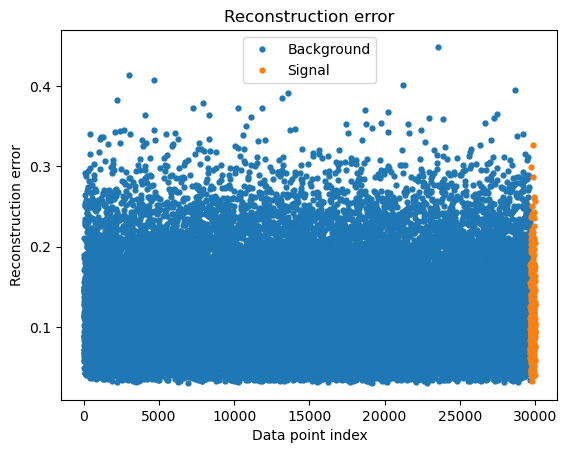 Reconstruction error
Background
Signal
Reconstruction error
0.4
0.3
0.2
0.1
0
5000
10000
15000
20000
25000
30000
Data point index